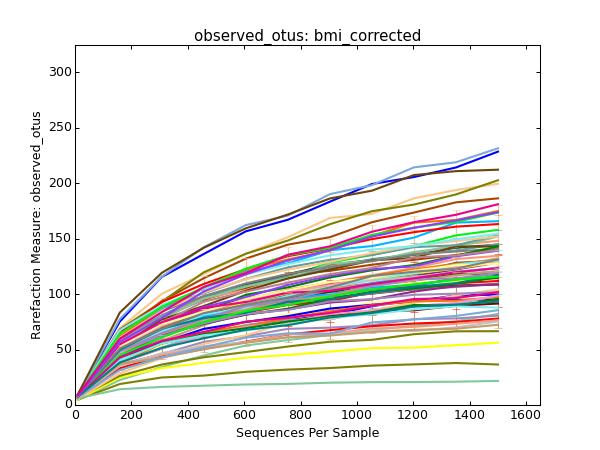 observed_otus: bmi_corrected
300
250
200
150
100
50
0
Rarefaction Measure: observed_otus
0 200 400 600 800 1000 1200 1400 1600
Sequences Per Sample